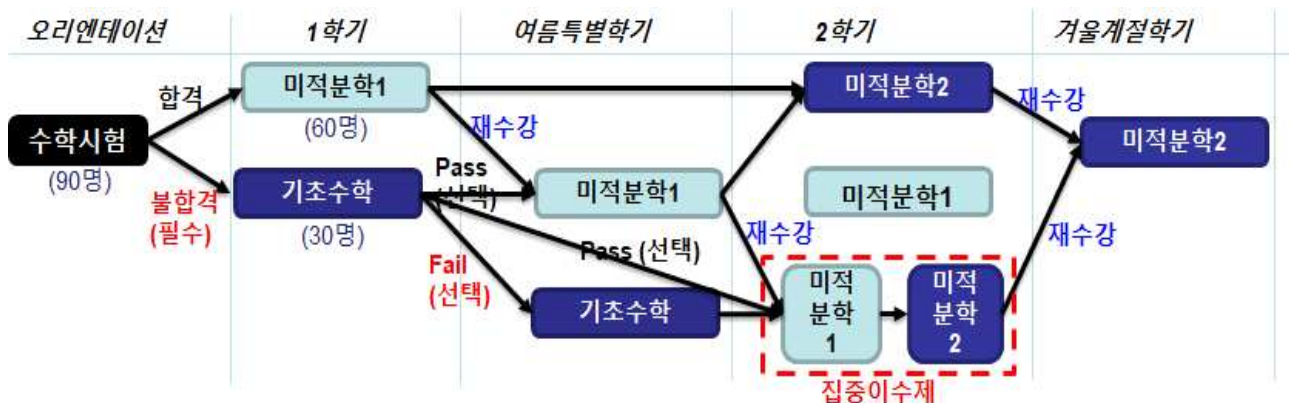 오리엔테이션
1학기
여름특별학기
2학기
겨울계절학기
합격
미적분학1
(60명)
미적분학2
재수강
재수강
수학시험
(90명)
미적분학2
불합격
(필수)
기초수학
(30명)
Pass
(선택)
미적분학1
미적분학1
재수강
재수강
Pass (선택)
Fail
(선택)
기초수학
미적
분학
1
미적
분학
2
집중이수제